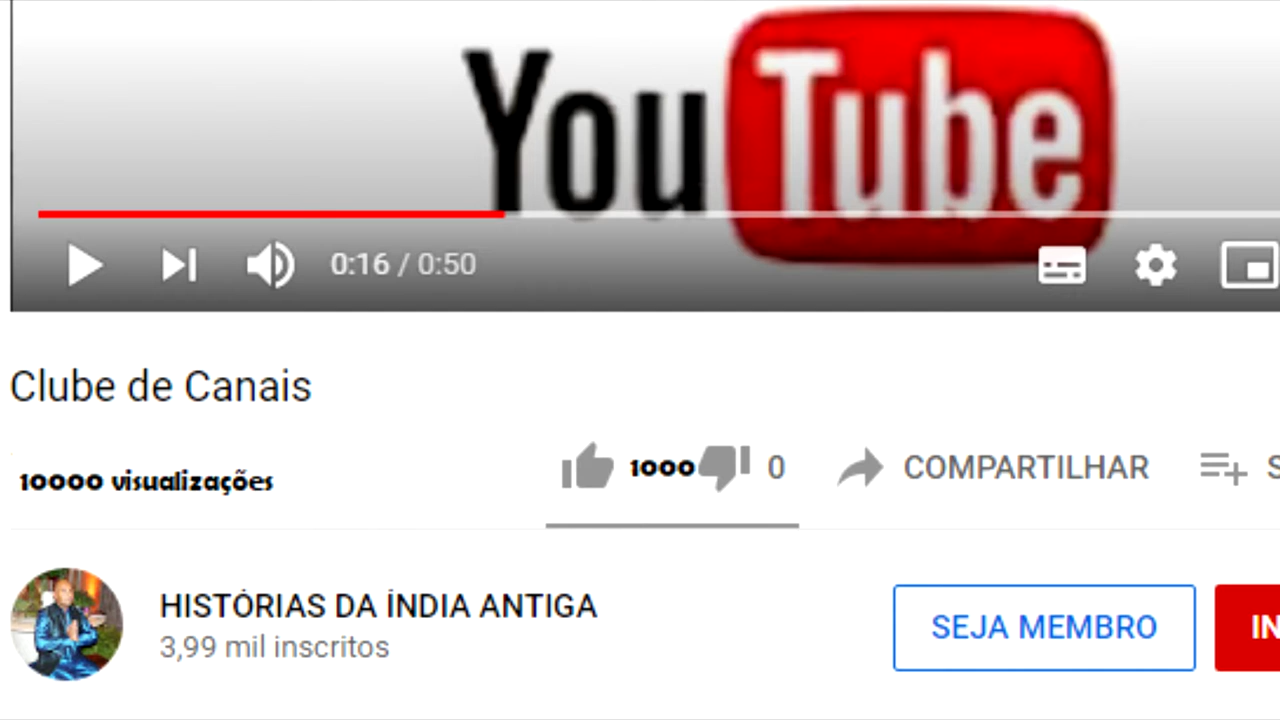 YouTube
0:16 / 0:50
Clube de Canais
10000 visualizações
1000 0 COMPARTILHAR S
HISTÓRIAS DA ÍNDIA ANTIGA
3,99 mil inscritos
SEJA MEMBRO
IN